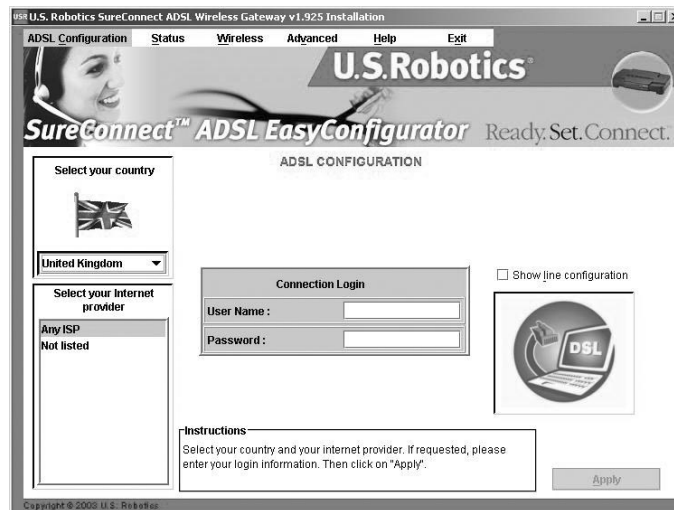 USR U.S. Robotics SureConnect ADSL Wireless Gateway v1.925 Installation
ADSL Configuration Status Wireless Advanced Help Exit
U.S.Robotics®
SureConnect™ ADSL EasyConfigurator Ready. Set. Connect.
ADSL CONFIGURATION
Select your country
United Kingdom
Select your Internet
provider
Any ISP
Not listed
Connection Login
User Name :
Password :
Show line configuration
DSL
Instructions
Select your country and your internet provider. If requested, please
enter your login information. Then click on "Apply".
Apply
Copyright © 2003 U.S. Robotics